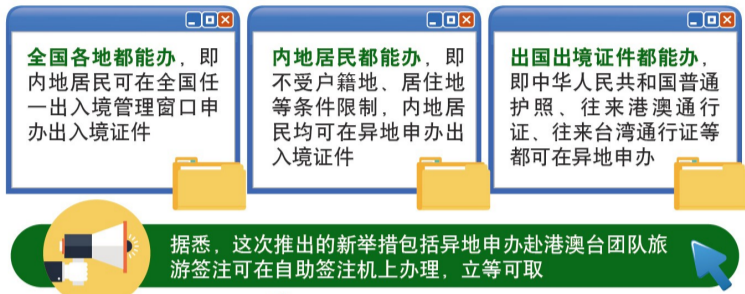 全国各地都能办，即
内地居民可在全国任
一出入境管理窗口申
办出入境证件
内地居民都能办，即
不受户籍地、居住地
等条件限制，内地居
民均可在异地申办出
入境证件
出国出境证件都能办，
即中华人民共和国普通
护照、往来港澳通行
证、往来台湾通行证等
都可在异地申办
据悉，这次推出的新举措包括异地申办赴港澳台团队旅
游签注可在自助签注机上办理，立等可取